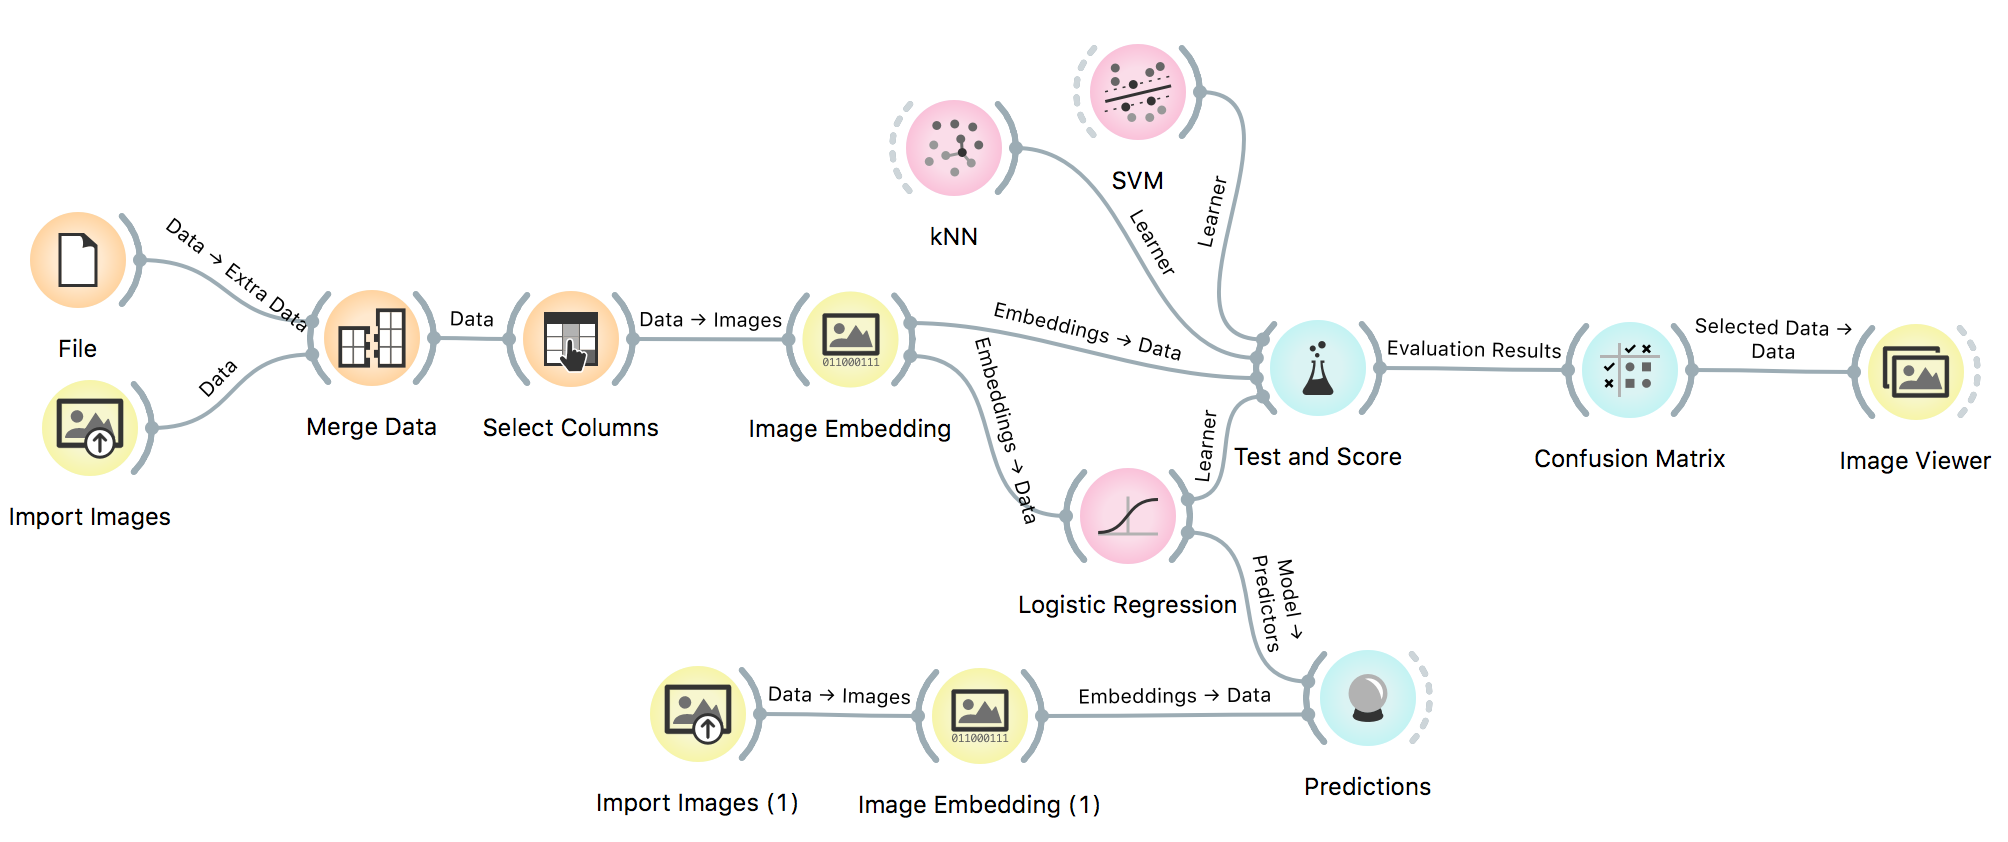 SVM
kNN
Learner
Learner
File
Data → Extra Data
Import Images
Data
Merge Data
Data
Select Columns
Data → Images
011000111
Image Embedding
Embeddings → Data
Embeddings → Data
Learner
Logistic Regression
Test and Score
Evaluation Results
Confusion Matrix
Selected Data →
Data
Image Viewer
Model →
Predictors
Import Images (1)
Data → Images
011000111
Image Embedding (1)
Embeddings → Data
Predictions